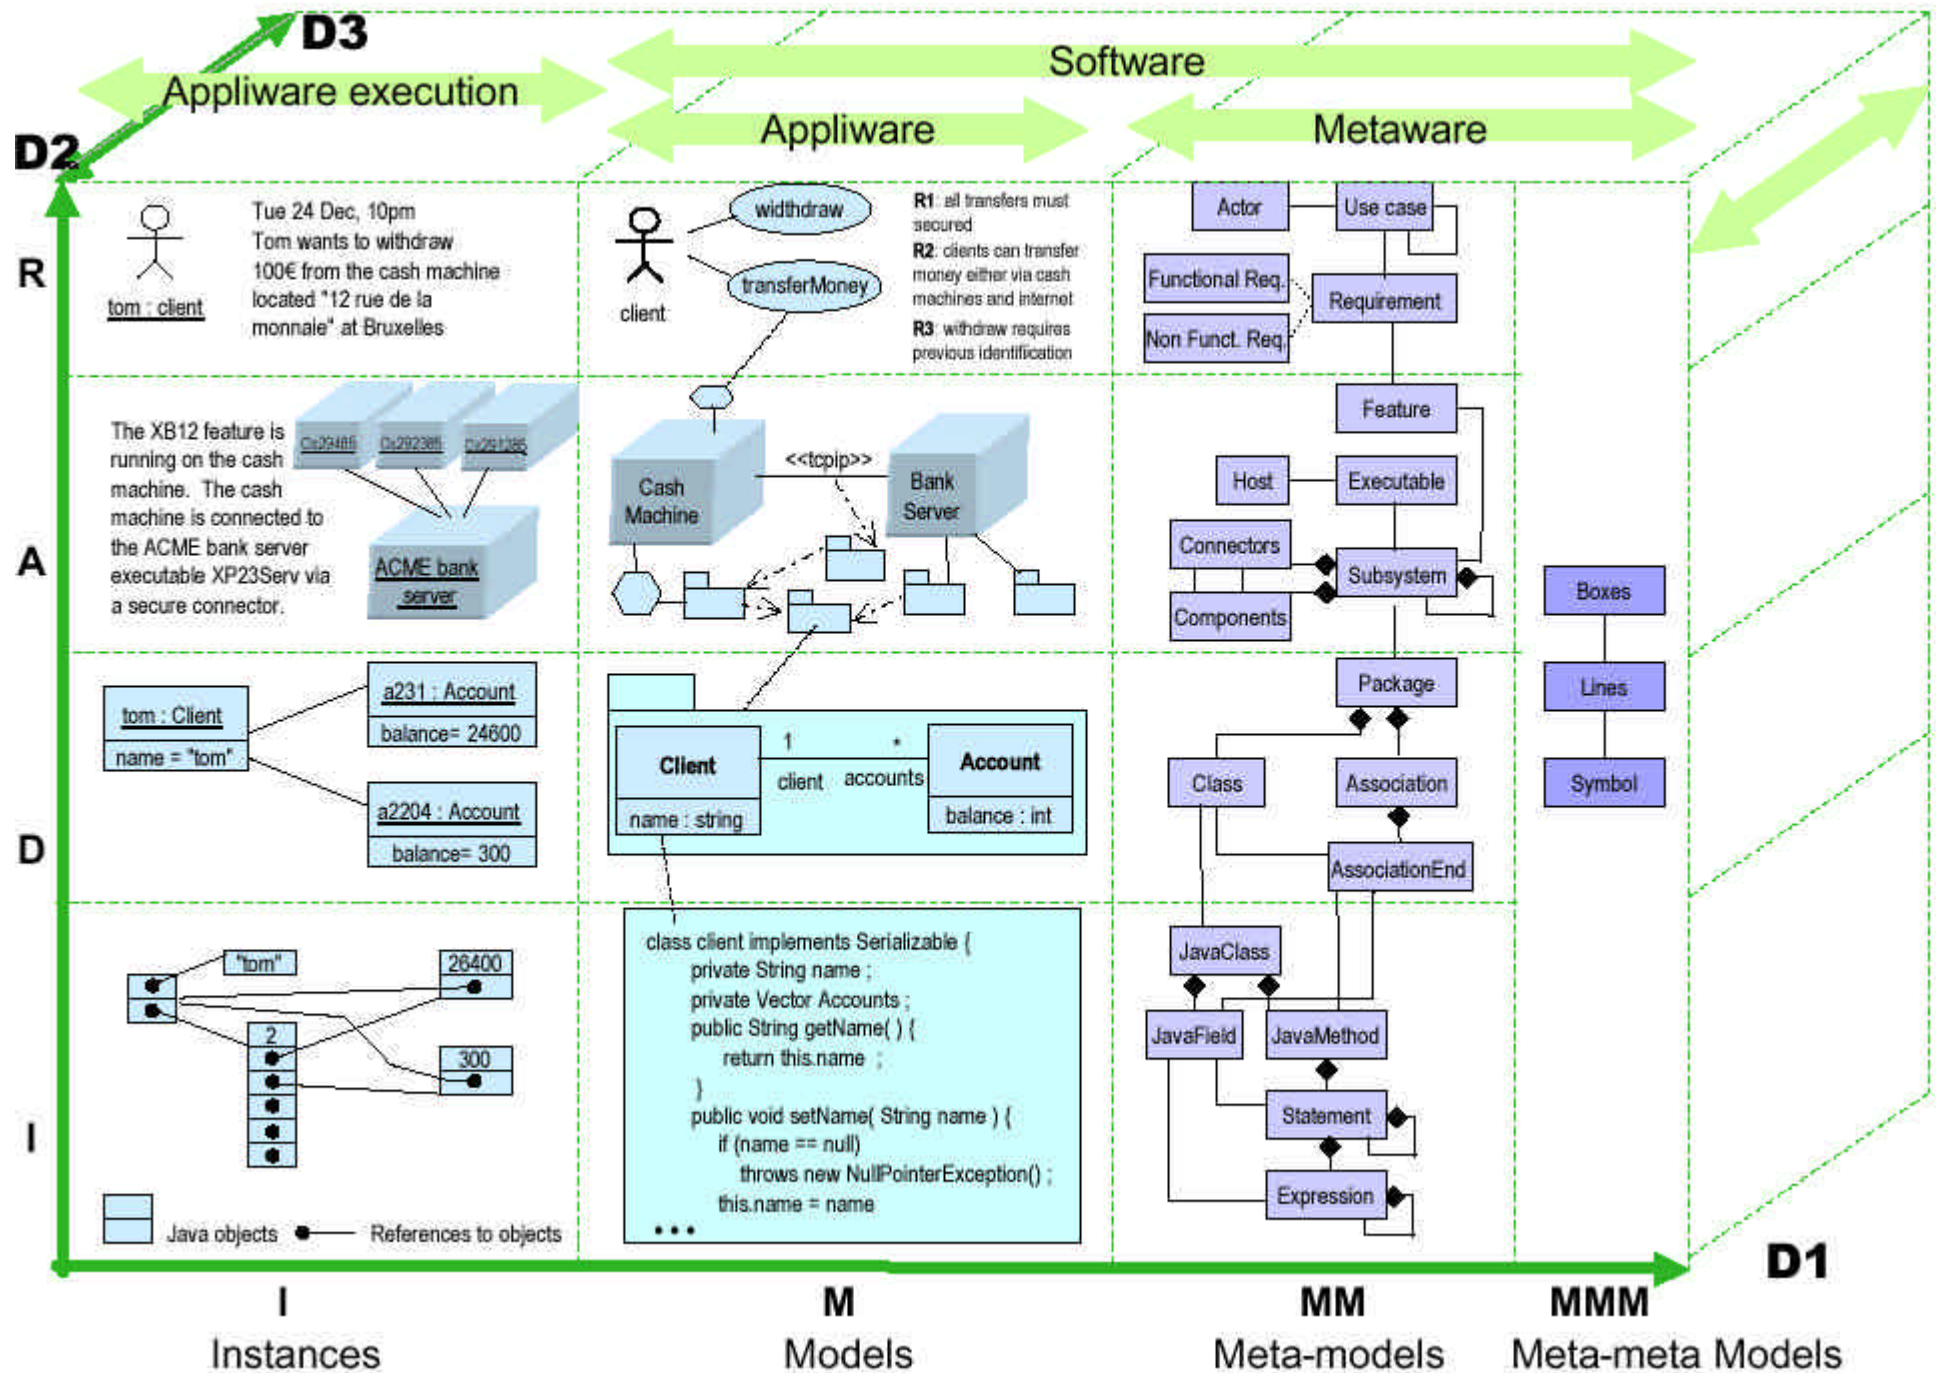 D3
Software
Appliware execution
Appliware
Metaware
D2
R
tom : client
Tue 24 Dec, 10pm
Tom wants to withdraw
100€ from the cash machine
located "12 rue de la
monnaie" at Bruxelles
client
widthdraw
transferMoney
R1: all transfers must
secured
R2: clients can transfer
money either via cash
machines and internet
R3: withdraw requires
previous identification
Actor
Use case
Functional Req.
Requirement
Non Funct. Req.
A
The XB12 feature is
running on the cash
machine. The cash
machine is connected to
the ACME bank server
executable XP23Serv via
a secure connector.
Cs29465
Cs292385
Cs291285
ACME bank
server
Cash
Machine
<<tcpip>>
Bank
Server
Feature
Host
Executable
Connectors
Subsystem
Components
Boxes
Lines
Symbol
D
tom : Client
name = "tom"
a231 : Account
balance= 24600
a2204 : Account
balance= 300
Client
name : string
1
client
*
accounts
Account
balance : int
Package
Class
Association
AssociationEnd
I
"tom"
26400
2
300
Java objects
References to objects
class client implements Serializable {
private String name ;
private Vector Accounts ;
public String getName( ) {
return this.name ;
}
public void setName( String name ) {
if (name == null)
throws new NullPointerException() ;
this.name = name
• • •
JavaClass
JavaField
JavaMethod
Statement
Expression
D1
I
M
MM
MMM
Instances
Models
Meta-models
Meta-meta Models